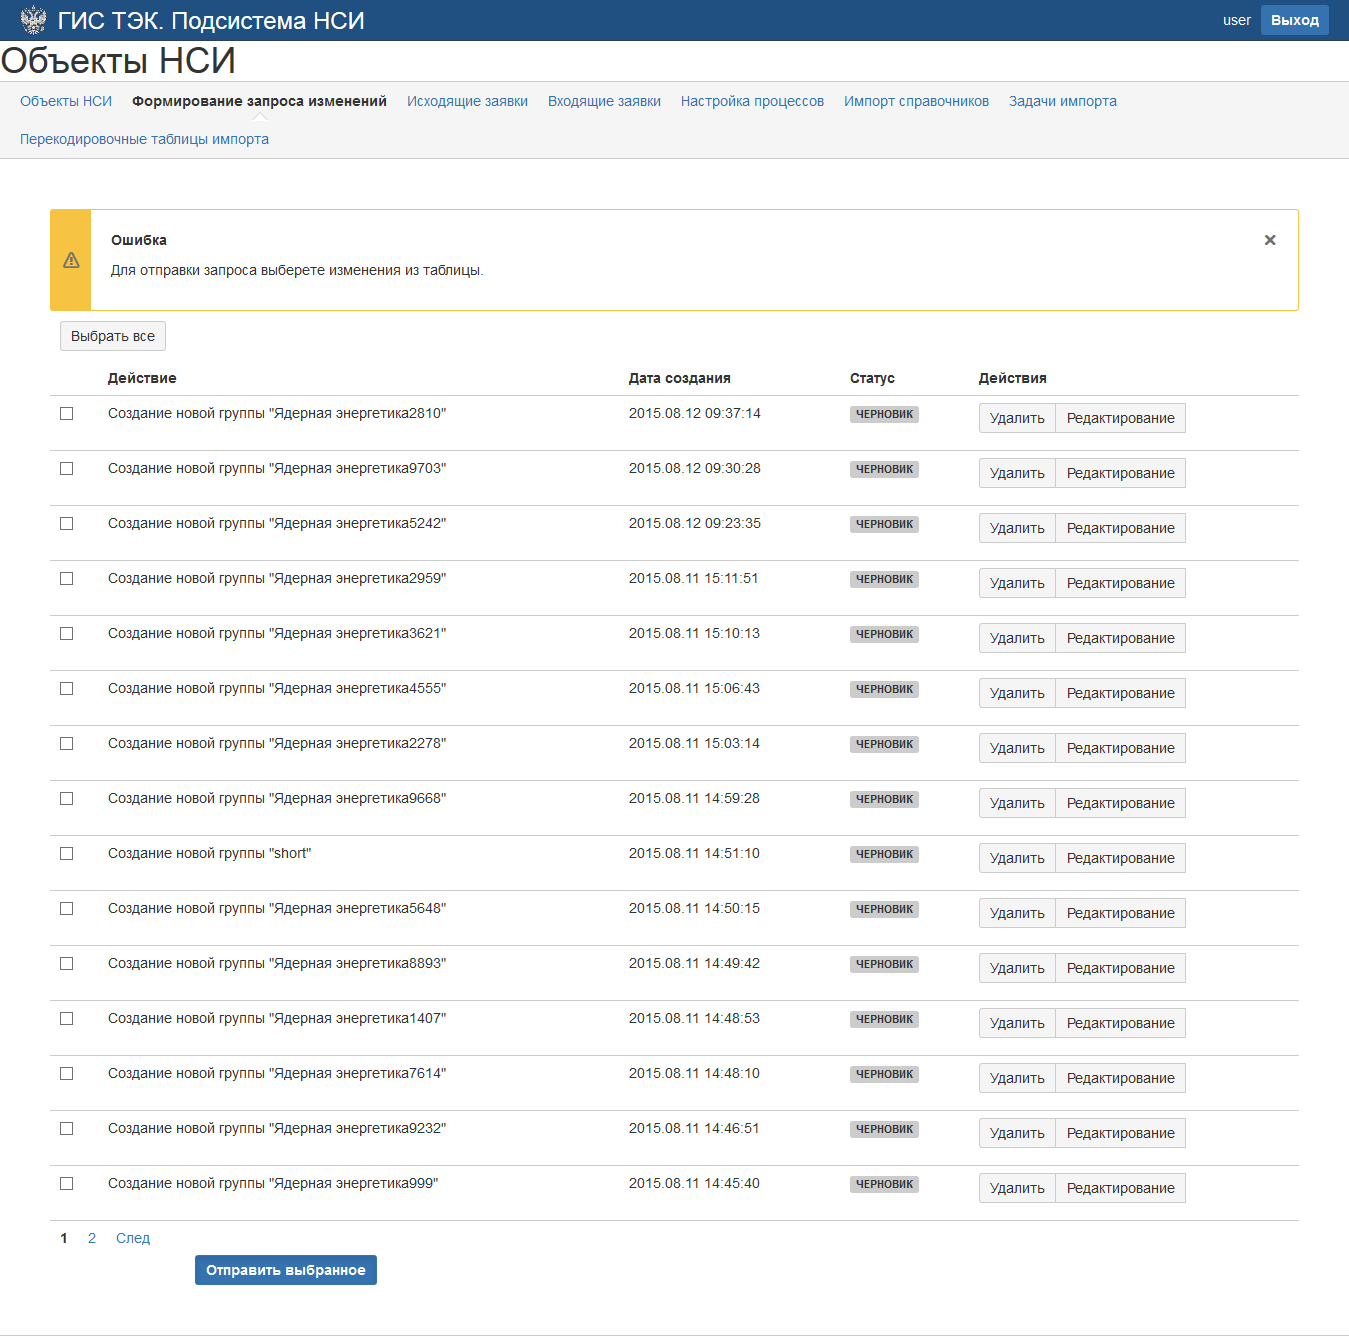 ГИС ТЭК. Подсистема НСИ
user Выход
Объекты НСИ
Объекты НСИ Формирование запроса изменений Исходящие заявки Входящие заявки Настройка процессов Импорт справочников Задачи импорта
Перекодировочные таблицы импорта
Ошибка
Для отправки запроса выберете изменения из таблицы.
Выбрать все
Действие Дата создания Статус Действия
Создание новой группы "Ядерная энергетика2810" 2015.08.12 09:37:14 ЧЕРНОВИК Удалить Редактирование
Создание новой группы "Ядерная энергетика9703" 2015.08.12 09:30:28 ЧЕРНОВИК Удалить Редактирование
Создание новой группы "Ядерная энергетика5242" 2015.08.12 09:23:35 ЧЕРНОВИК Удалить Редактирование
Создание новой группы "Ядерная энергетика2959" 2015.08.11 15:11:51 ЧЕРНОВИК Удалить Редактирование
Создание новой группы "Ядерная энергетика3621" 2015.08.11 15:10:13 ЧЕРНОВИК Удалить Редактирование
Создание новой группы "Ядерная энергетика4555" 2015.08.11 15:06:43 ЧЕРНОВИК Удалить Редактирование
Создание новой группы "Ядерная энергетика2278" 2015.08.11 15:03:14 ЧЕРНОВИК Удалить Редактирование
Создание новой группы "Ядерная энергетика9668" 2015.08.11 14:59:28 ЧЕРНОВИК Удалить Редактирование
Создание новой группы "short" 2015.08.11 14:51:10 ЧЕРНОВИК Удалить Редактирование
Создание новой группы "Ядерная энергетика5648" 2015.08.11 14:50:15 ЧЕРНОВИК Удалить Редактирование
Создание новой группы "Ядерная энергетика8893" 2015.08.11 14:49:42 ЧЕРНОВИК Удалить Редактирование
Создание новой группы "Ядерная энергетика1407" 2015.08.11 14:48:53 ЧЕРНОВИК Удалить Редактирование
Создание новой группы "Ядерная энергетика7614" 2015.08.11 14:48:10 ЧЕРНОВИК Удалить Редактирование
Создание новой группы "Ядерная энергетика9232" 2015.08.11 14:46:51 ЧЕРНОВИК Удалить Редактирование
Создание новой группы "Ядерная энергетика999" 2015.08.11 14:45:40 ЧЕРНОВИК Удалить Редактирование
1 2 След
Отправить выбранное